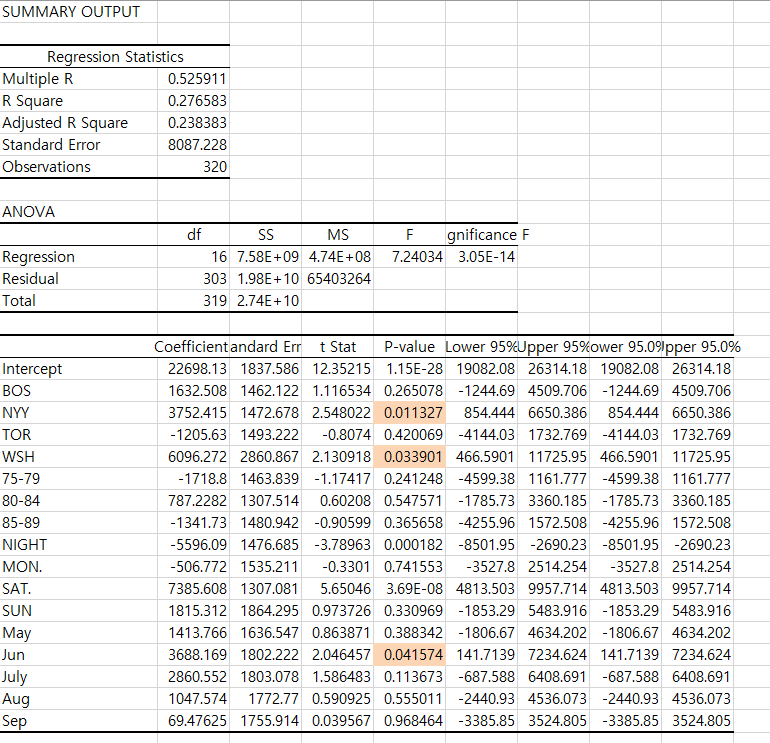 SUMMARY OUTPUT
Regression Statistics
Multiple R 0.525911
R Square 0.276583
Adjusted R Square 0.238383
Standard Error 8087.228
Observations 320
ANOVA
df SS MS F gnificance F
Regression 16 7.58E+09 4.74E+08 7.24034 3.05E-14
Residual 303 1.98E+10 65403264
Total 319 2.74E+10
Coefficient andard Err t Stat P-value Lower 95% Upper 95% ower 95.0% pper 95.0%
Intercept 22698.13 1837.586 12.35215 1.15E-28 19082.08 26314.18 19082.08 26314.18
BOS 1632.508 1462.122 1.116534 0.265078 -1244.69 4509.706 -1244.69 4509.706
NYY 3752.415 1472.678 2.548022 0.011327 854.444 6650.386 854.444 6650.386
TOR -1205.63 1493.222 -0.8074 0.420069 -4144.03 1732.769 -4144.03 1732.769
WSH 6096.272 2860.867 2.130918 0.033901 466.5901 11725.95 466.5901 11725.95
75-79 -1718.8 1463.839 -1.17417 0.241248 -4599.38 1161.777 -4599.38 1161.777
80-84 787.2282 1307.514 0.60208 0.547571 -1785.73 3360.185 -1785.73 3360.185
85-89 -1341.73 1480.942 -0.90599 0.365658 -4255.96 1572.508 -4255.96 1572.508
NIGHT -5596.09 1476.685 -3.78963 0.000182 -8501.95 -2690.23 -8501.95 -2690.23
MON. -506.772 1535.211 -0.3301 0.741553 -3527.8 2514.254 -3527.8 2514.254
SAT. 7385.608 1307.081 5.65046 3.69E-08 4813.503 9957.714 4813.503 9957.714
SUN 1815.312 1864.295 0.973726 0.330969 -1853.29 5483.916 -1853.29 5483.916
May 1413.766 1636.547 0.863871 0.388342 -1806.67 4634.202 -1806.67 4634.202
Jun 3688.169 1802.222 2.046457 0.041574 141.7139 7234.624 141.7139 7234.624
July 2860.552 1803.078 1.586483 0.113673 -687.588 6408.691 -687.588 6408.691
Aug 1047.574 1772.77 0.590925 0.555011 -2440.93 4536.073 -2440.93 4536.073
Sep 69.47625 1755.914 0.039567 0.968464 -3385.85 3524.805 -3385.85 3524.805